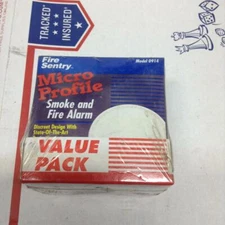 TRACKED
INSURED
Fire
Sentry
Model 0914
Micro
Profile
Smoke and
Fire Alarm
Discreet Design With
State-Of-The-Art
VALUE
PACK